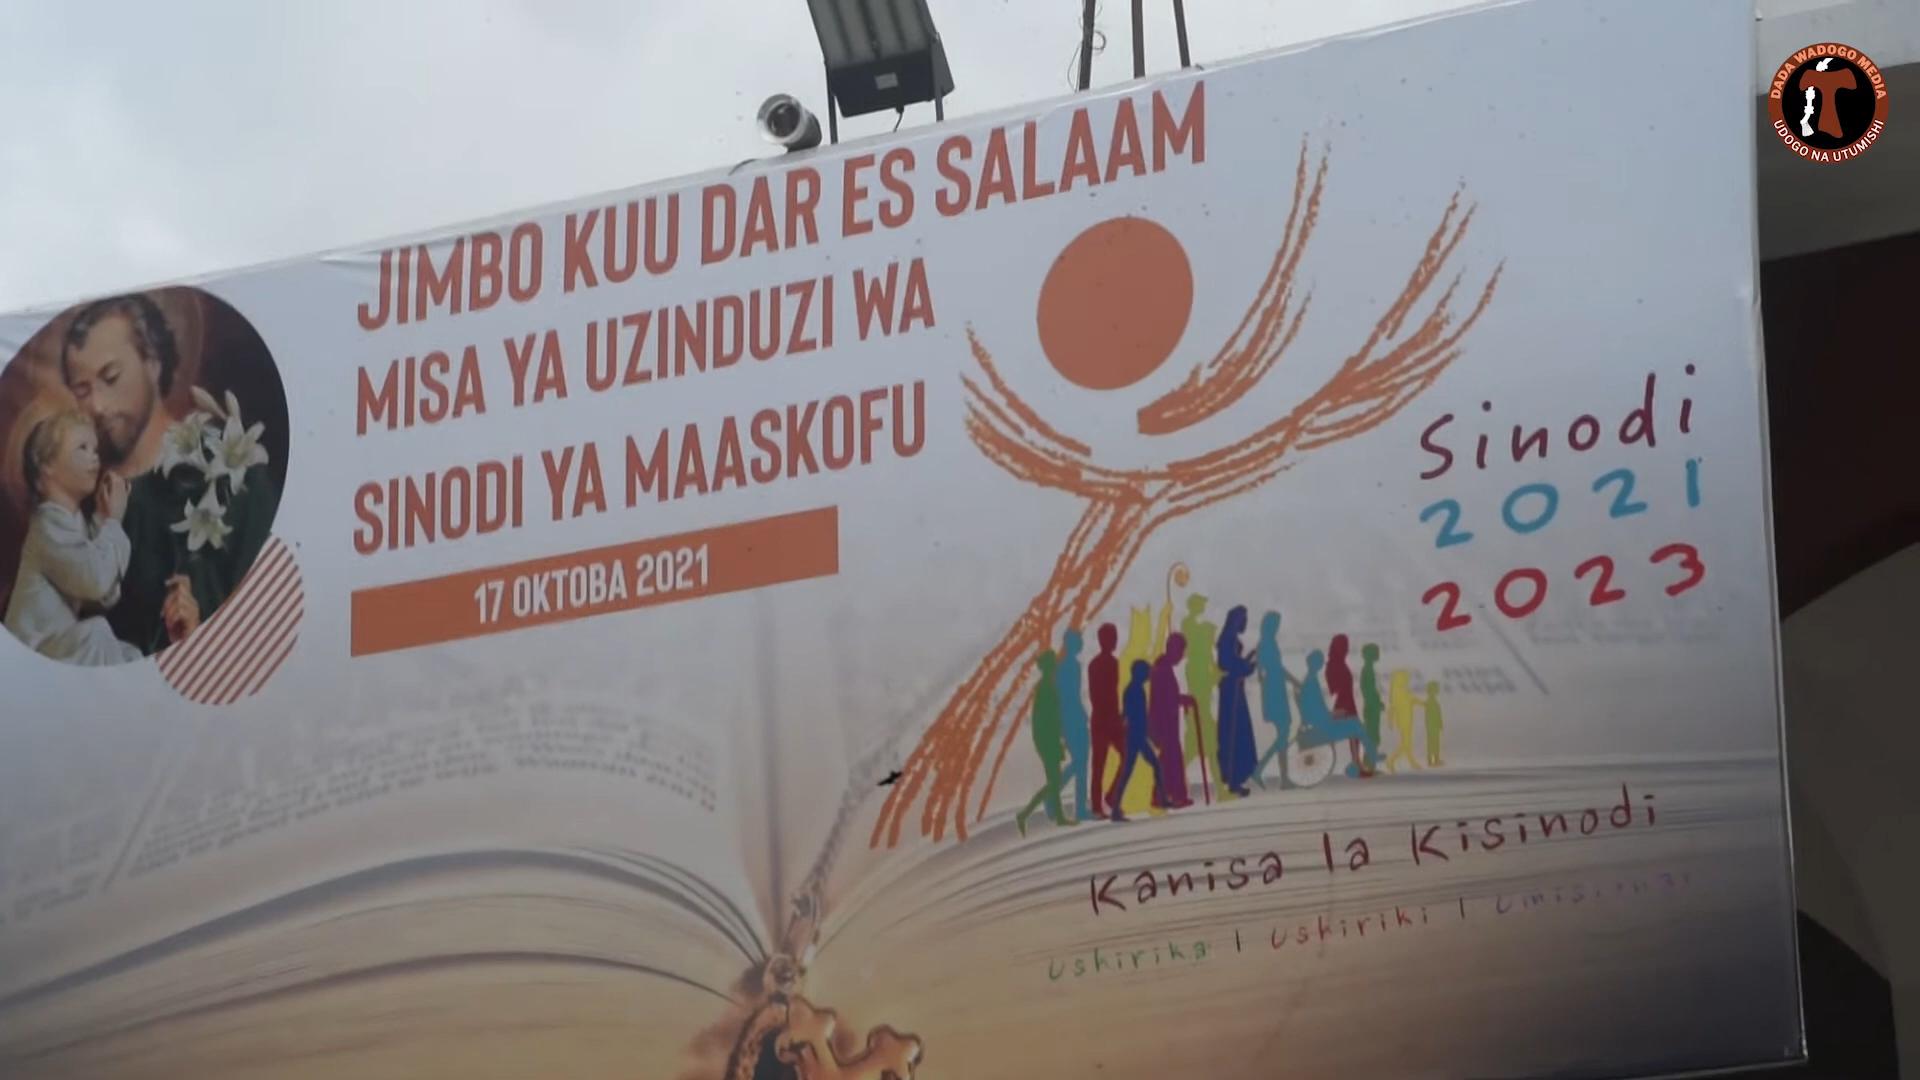 JIMBO KUU DAR ES SALAAM
MISA YA UZINDUZI WA
SINODI YA MAASKOFU
17 OKTOBA 2021
Sinodi
2021
2023
Kanisa la Kisinodi
Ushirika | Ushiriki | Umisionari
DADA WADOGO MEDIA
UDOGO NA UTUMISHI